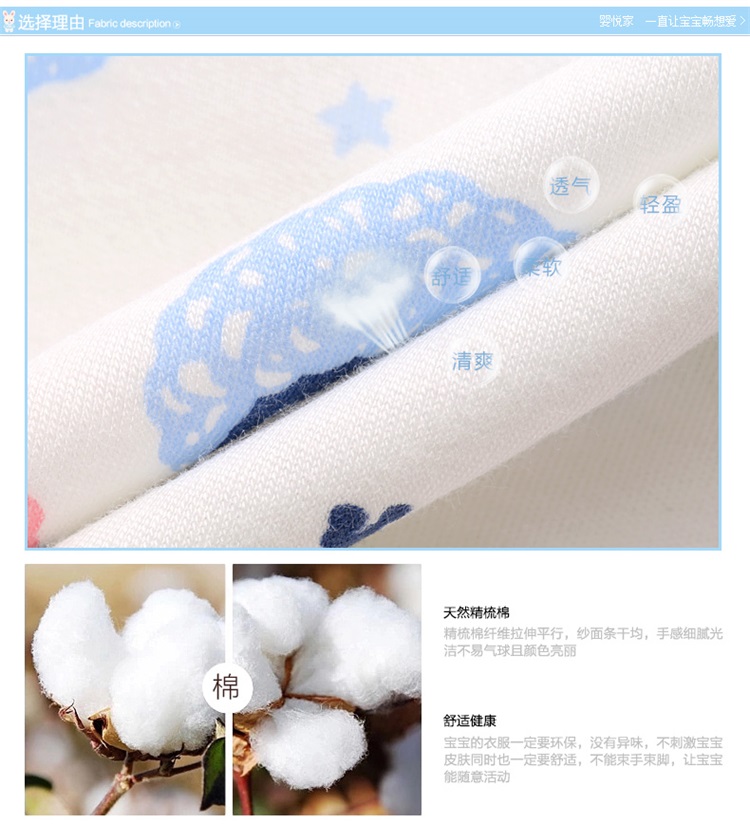 选择理由 Fabric description
婴悦家 一直让宝宝畅想爱
透气
轻盈
舒适
柔软
清爽
棉
天然精梳棉
精梳棉纤维拉伸平行，纱面条干均，手感细腻光
洁不易气球且颜色亮丽
舒适健康
宝宝的衣服一定要环保，没有异味，不刺激宝宝
皮肤同时也一定要舒适，不能束手束脚，让宝宝
能随意活动